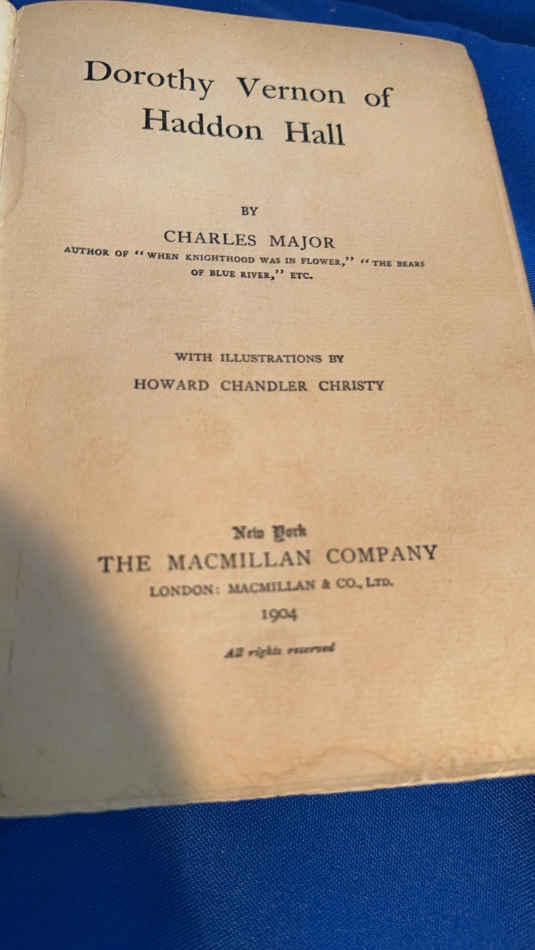 Dorothy Vernon of
Haddon Hall
BY
CHARLES MAJOR
AUTHOR OF "WHEN KNIGHTHOOD WAS IN FLOWER," "THE BEARS
OF BLUE RIVER," ETC.
WITH ILLUSTRATIONS BY
HOWARD CHANDLER CHRISTY
New York
THE MACMILLAN COMPANY
LONDON: MACMILLAN & CO., LTD.
1904
All rights reserved